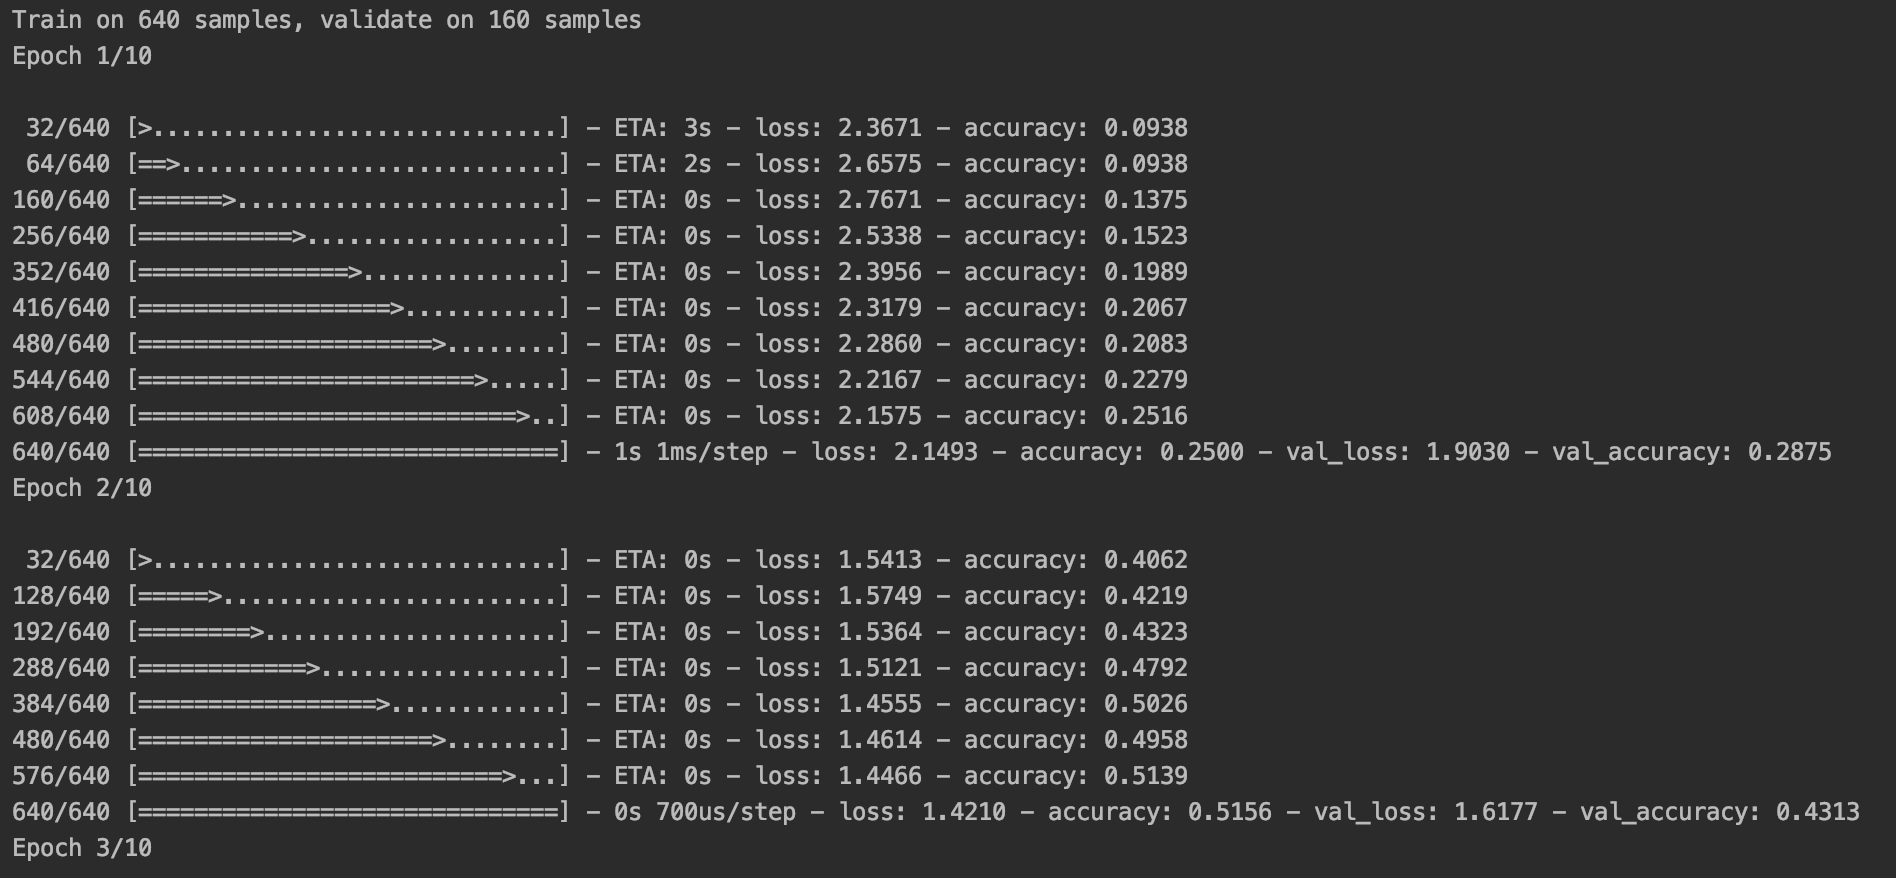 Train on 640 samples, validate on 160 samples
Epoch 1/10
 32/640 [>.............................] - ETA: 3s - loss: 2.3671 - accuracy: 0.0938
 64/640 [==>...........................] - ETA: 2s - loss: 2.6575 - accuracy: 0.0938
160/640 [======>.......................] - ETA: 0s - loss: 2.7671 - accuracy: 0.1375
256/640 [===========>..................] - ETA: 0s - loss: 2.5338 - accuracy: 0.1523
352/640 [===============>..............] - ETA: 0s - loss: 2.3956 - accuracy: 0.1989
416/640 [==================>...........] - ETA: 0s - loss: 2.3179 - accuracy: 0.2067
480/640 [=====================>........] - ETA: 0s - loss: 2.2860 - accuracy: 0.2083
544/640 [========================>.....] - ETA: 0s - loss: 2.2167 - accuracy: 0.2279
608/640 [===========================>..] - ETA: 0s - loss: 2.1575 - accuracy: 0.2516
640/640 [==============================] - 1s 1ms/step - loss: 2.1493 - accuracy: 0.2500 - val_loss: 1.9030 - val_accuracy: 0.2875
Epoch 2/10
 32/640 [>.............................] - ETA: 0s - loss: 1.5413 - accuracy: 0.4062
128/640 [=====>........................] - ETA: 0s - loss: 1.5749 - accuracy: 0.4219
192/640 [========>.....................] - ETA: 0s - loss: 1.5364 - accuracy: 0.4323
288/640 [============>.................] - ETA: 0s - loss: 1.5121 - accuracy: 0.4792
384/640 [=================>............] - ETA: 0s - loss: 1.4555 - accuracy: 0.5026
480/640 [=====================>........] - ETA: 0s - loss: 1.4614 - accuracy: 0.4958
576/640 [==========================>...] - ETA: 0s - loss: 1.4466 - accuracy: 0.5139
640/640 [==============================] - 0s 700us/step - loss: 1.4210 - accuracy: 0.5156 - val_loss: 1.6177 - val_accuracy: 0.4313
Epoch 3/10